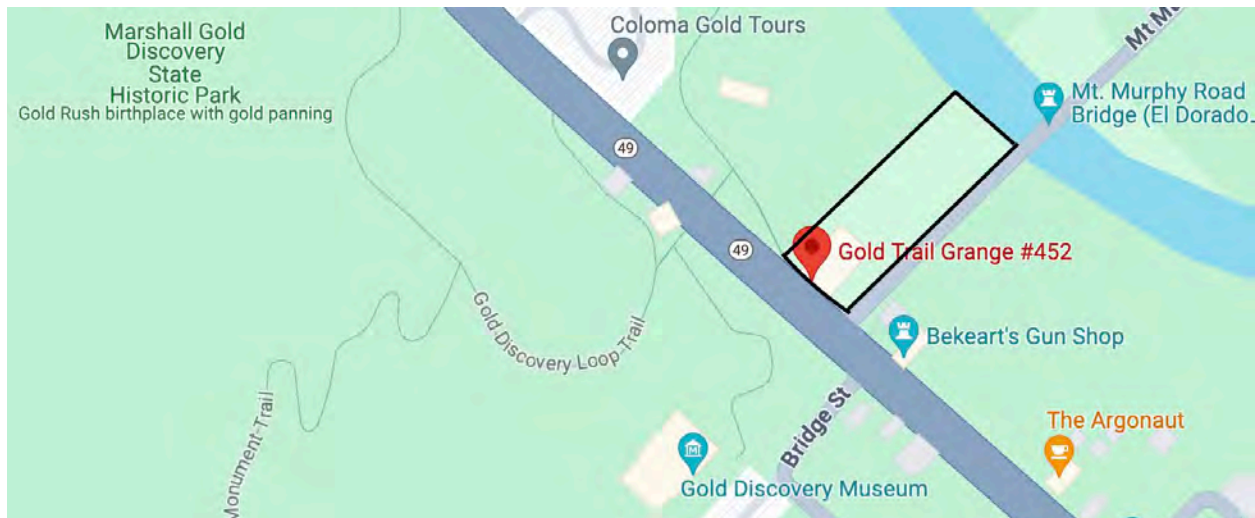 Marshall Gold
Discovery
State
Historic Park
Gold Rush birthplace with gold panning
Coloma Gold Tours
Mt. Murphy Road
Bridge (El Dorado..
49
49
Gold Trail Grange #452
Gold Discovery Loop Trail
Bekeart's Gun Shop
Bridge St
The Argonaut
Monument Trail
Gold Discovery Museum